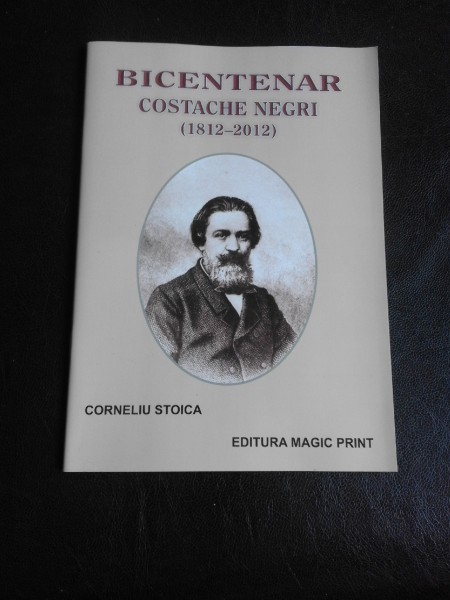 BICENTENAR
COSTACHE NEGRI
(1812–2012)
CORNELIU STOICA
EDITURA MAGIC PRINT